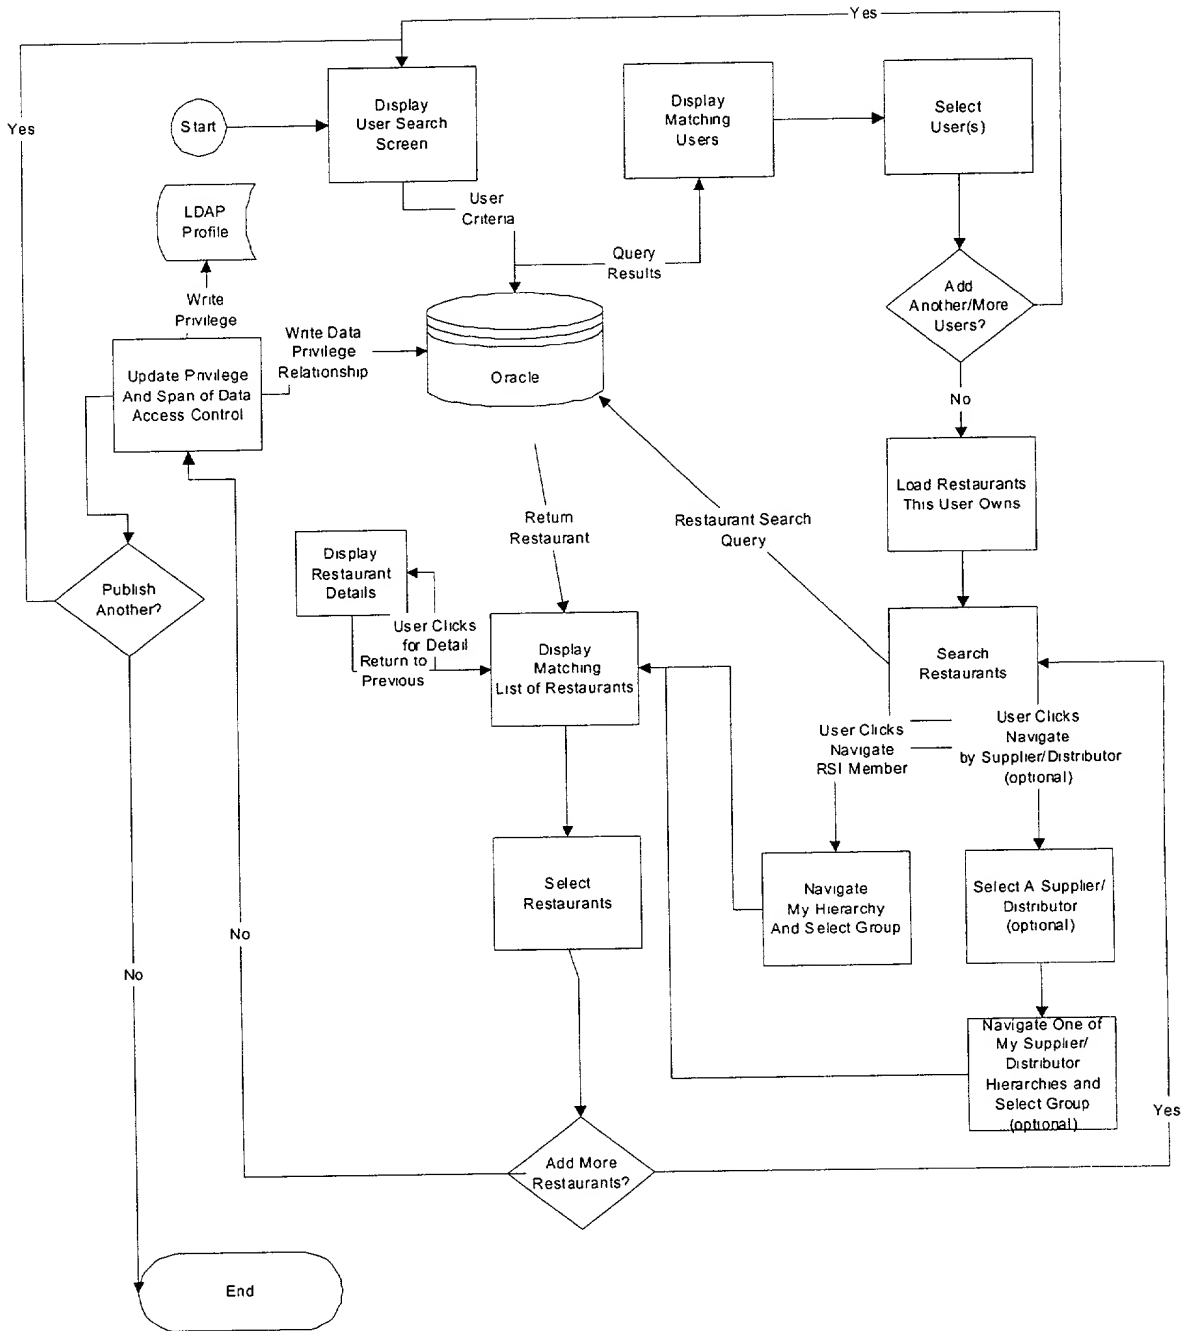 Yes
Yes
Start
Display
User Search
Screen
Display
Matching
Users
Select
User(s)
LDAP
Profile
User
Criteria
Query
Results
Add
Another/More
Users?
Write
Privilege
Write Data
Privilege
Relationship
Update Privilege
And Span of Data
Access Control
Oracle
No
Load Restaurants
This User Owns
Return
Restaurant
Restaurant Search
Query
Display
Restaurant
Details
Publish
Another?
User Clicks
for Detail
Return to
Previous
Display
Matching
List of Restaurants
Search
Restaurants
User Clicks
Navigate
RSI Member
User Clicks
Navigate
by Supplier/Distributor
(optional)
Select
Restaurants
Navigate
My Hierarchy
And Select Group
Select A Supplier/
Distributor
(optional)
No
No
Navigate One of
My Supplier/
Distributor
Hierarchies and
Select Group
(optional)
Yes
Add More
Restaurants?
End